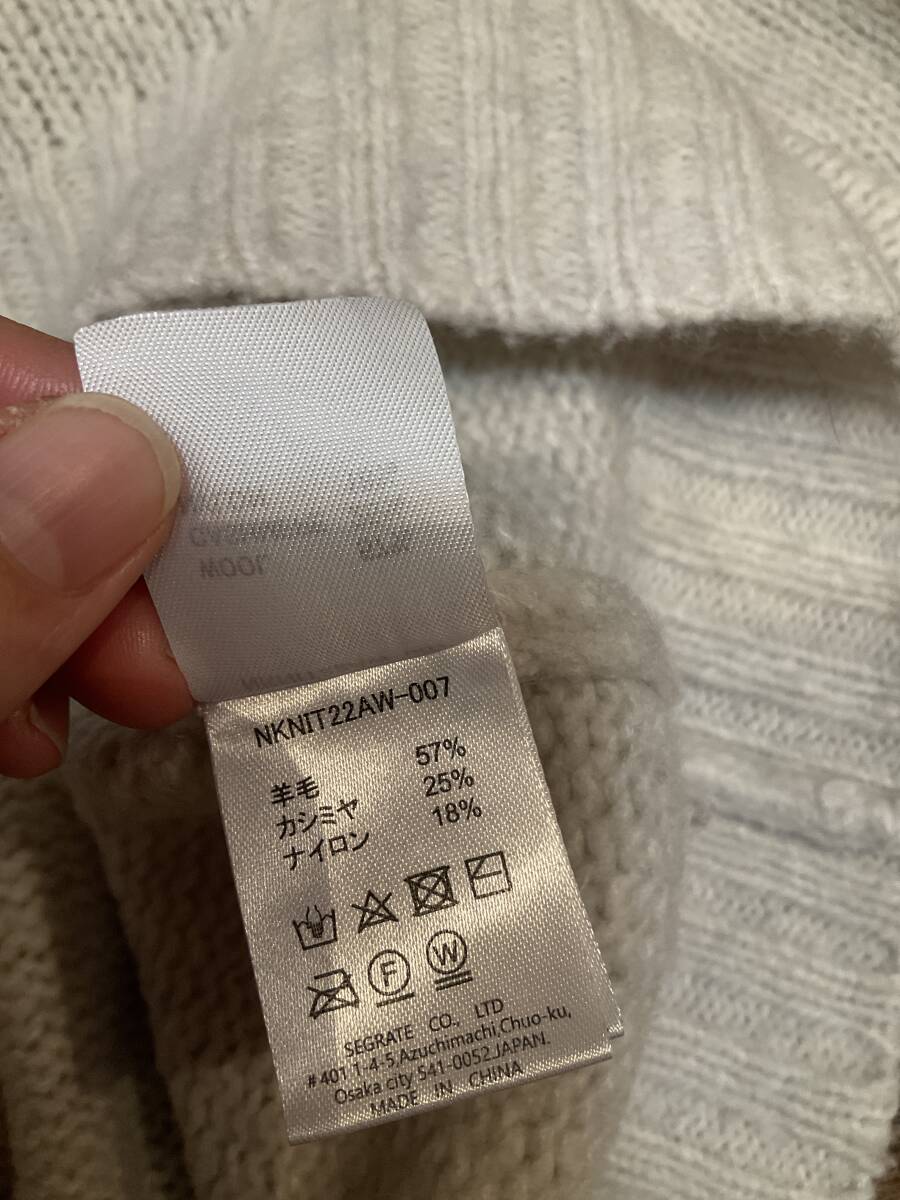 NKNIT22AW-007
羊毛 57%
カシミヤ 25%
ナイロン 18%
F W
SEGRATE CO., LTD
#401 1-4-5,Azuchimachi,Chuo-ku,
Osaka city 541-0052,JAPAN.
MADE IN CHINA